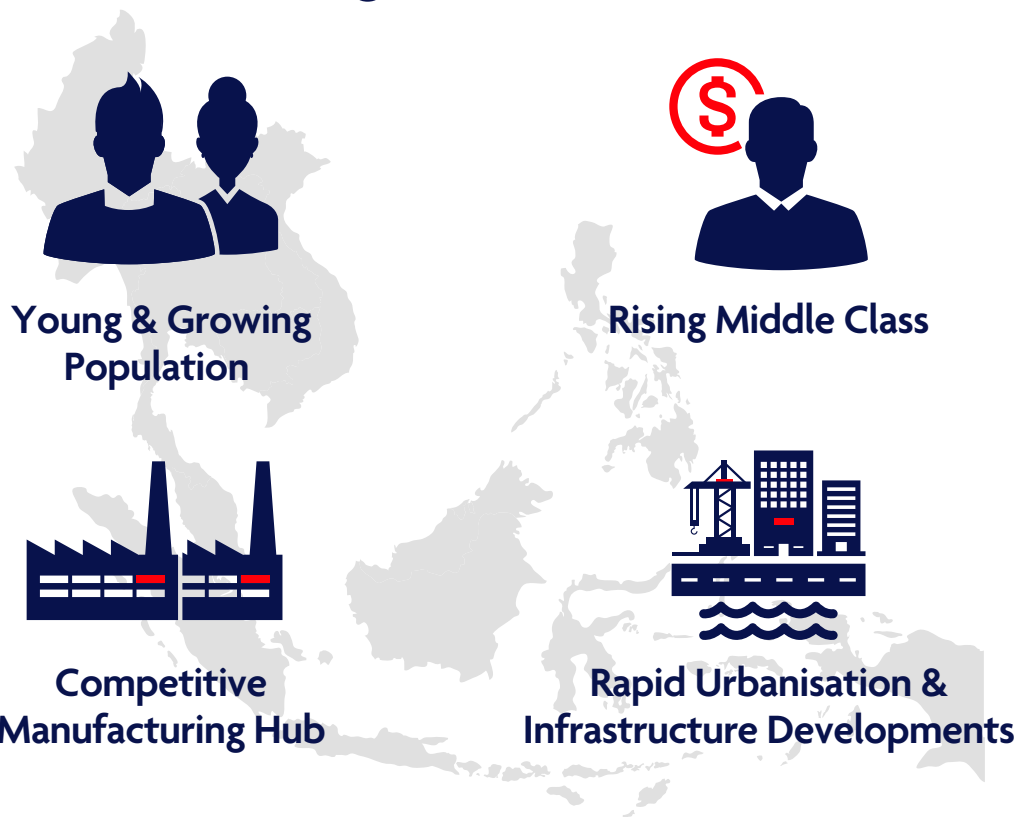 Young & Growing
Population
Rising Middle Class
Competitive
Manufacturing Hub
Rapid Urbanisation &
Infrastructure Developments
$